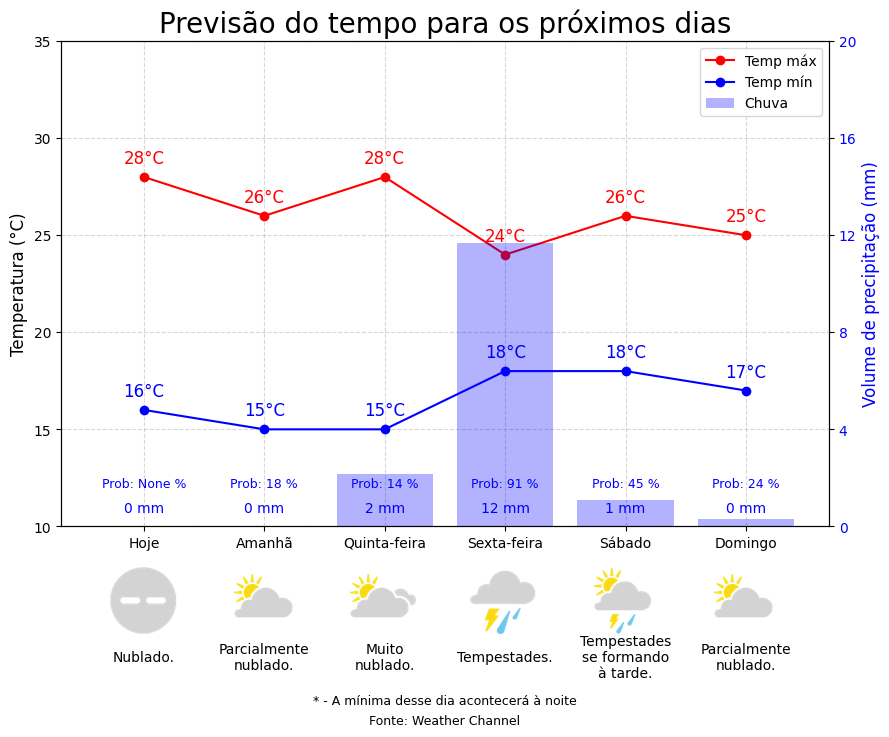 Previsão do tempo para os próximos dias
Temperatura (°C)
Volume de precipitação (mm)
35
30
25
20
15
10
20
16
12
8
4
0
Temp máx
Temp mín
Chuva
28°C
26°C
28°C
24°C
26°C
25°C
16°C
15°C
15°C
18°C
18°C
17°C
Prob: None %
Prob: 18 %
Prob: 14 %
Prob: 91 %
Prob: 45 %
Prob: 24 %
0 mm
0 mm
2 mm
12 mm
1 mm
0 mm
Hoje
Amanhã
Quinta-feira
Sexta-feira
Sábado
Domingo
Nublado.
Parcialmente
nublado.
Muito
nublado.
Tempestades.
Tempestades
se formando
à tarde.
Parcialmente
nublado.
* - A mínima desse dia acontecerá à noite
Fonte: Weather Channel